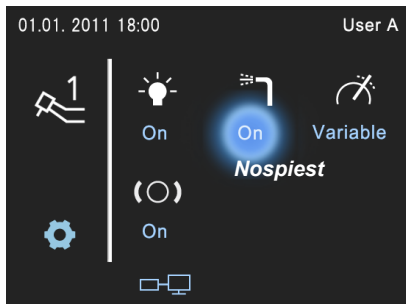 01.01. 2011 18:00 User A
1
On On Variable
Nospiest
On